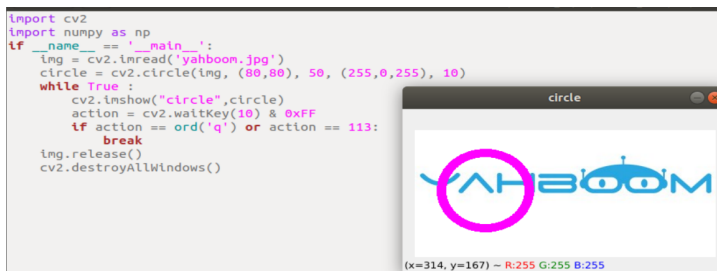 import cv2
import numpy as np
if __name__ == '__main__':
    img = cv2.imread('yahboom.jpg')
    circle = cv2.circle(img, (80,80), 50, (255,0,255), 10)
    while True :
        cv2.imshow("circle",circle)
        action = cv2.waitKey(10) & 0xFF
        if action == ord('q') or action == 113:
            break
    img.release()
    cv2.destroyAllWindows()
circle
YAHBOOM
(x=314, y=167) ~ R:255 G:255 B:255